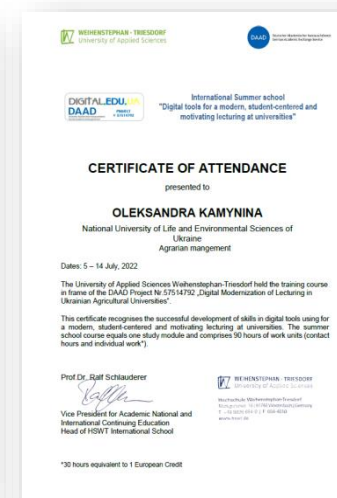 WEIHENSTEPHAN · TRIESDORF
University of Applied Sciences
DAAD
DIGITAL.EDU.UA
DAAD
International Summer school
"Digital tools for a modern, student-centered and
motivating lecturing at universities"
CERTIFICATE OF ATTENDANCE
presented to
OLEKSANDRA KAMYNINA
National University of Life and Environmental Sciences of
Ukraine
Agrarian mangement
Dates: 5 – 14 July, 2022
The University of Applied Sciences Weihenstephan-Triesdorf held the training course
in frame of the DAAD Project Nr.57514792 „Digital Modernization of Lecturing in
Ukrainian Agricultural Universities".
This certificate recognises the successful development of skills in digital tools using for
a modern, student-centered and motivating lecturing at universities. The summer
school course equals one study module and comprises 90 hours of work units (contact
hours and individual work*).
Prof.Dr. Ralf Schlauderer
WEIHENSTEPHAN · TRIESDORF
University of Applied Sciences
Vice President for Academic National and
International Continuing Education
Head of HSWT International School
*30 hours equivalent to 1 European Credit